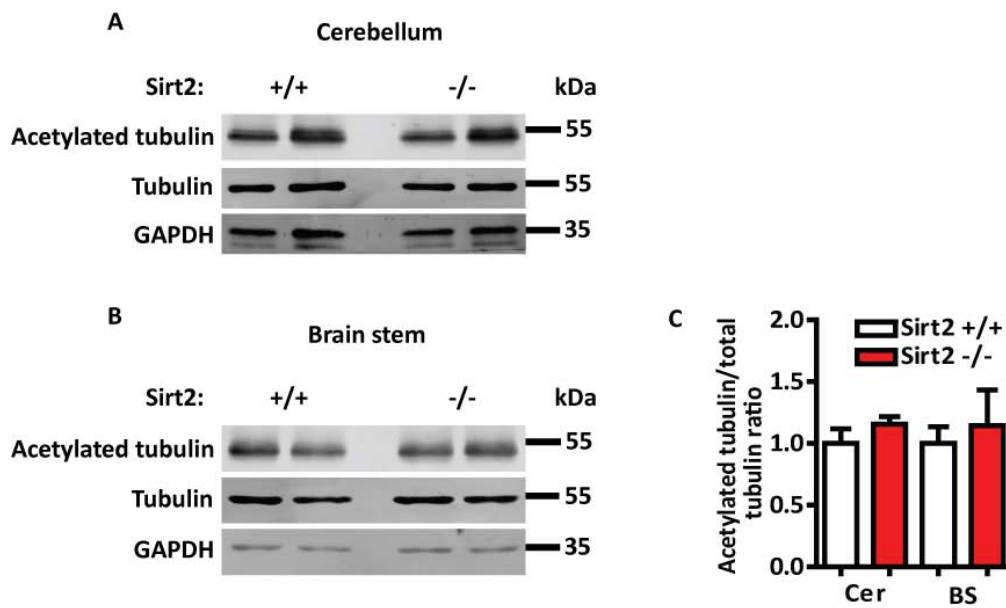 A
Cerebellum
Sirt2: +/+ -/- kDa
Acetylated tubulin 55
Tubulin 55
GAPDH 35
B
Brain stem
Sirt2: +/+ -/- kDa
Acetylated tubulin 55
Tubulin 55
GAPDH 35
C
Acetylated tubulin/total
tubulin ratio
2.0
1.5
1.0
0.5
0.0
Sirt2 +/+
Sirt2 -/-
Cer BS